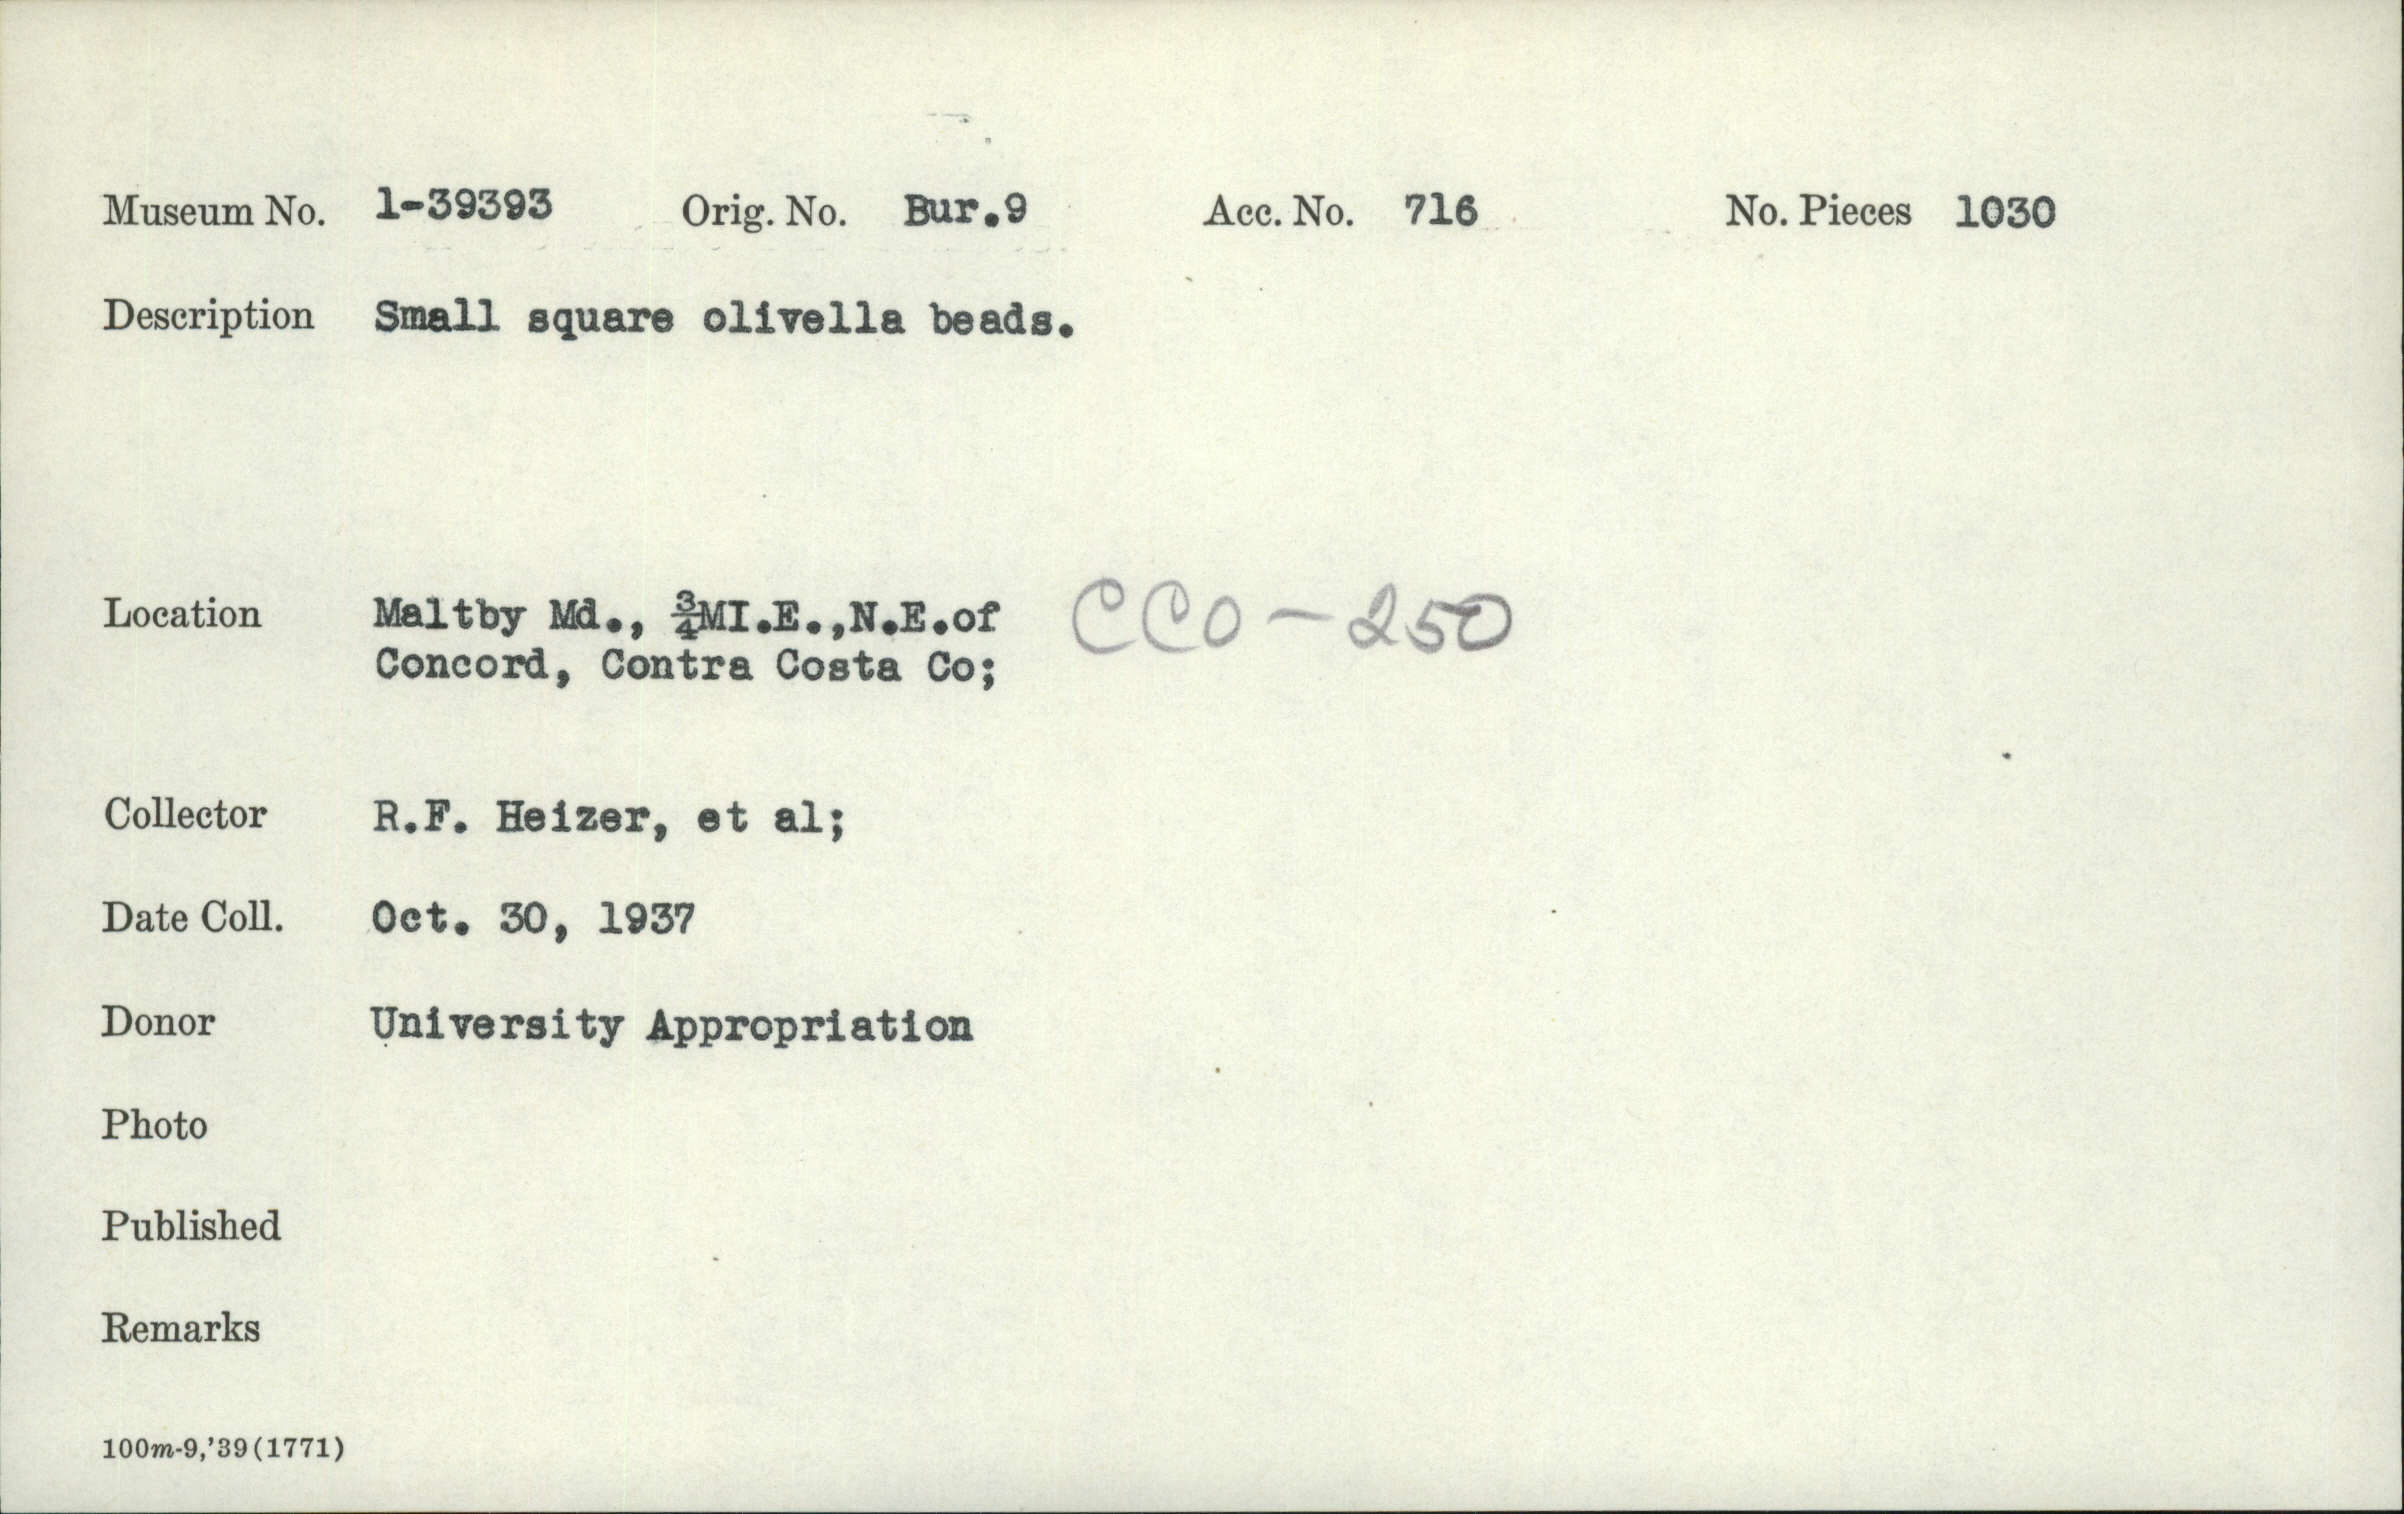 Museum No. 1-39393 Orig. No. Bur.9 Acc. No. 716 No. Pieces 1030
Description Small square olivella beads.
Location Maltby Md., ¾MI.E.,N.E.of CCO-250
Concord, Contra Costa Co;
Collector R.F. Heizer, et al;
Date Coll. Oct. 30, 1937
Donor University Appropriation
Photo
Published
Remarks
100m-9,'39(1771)